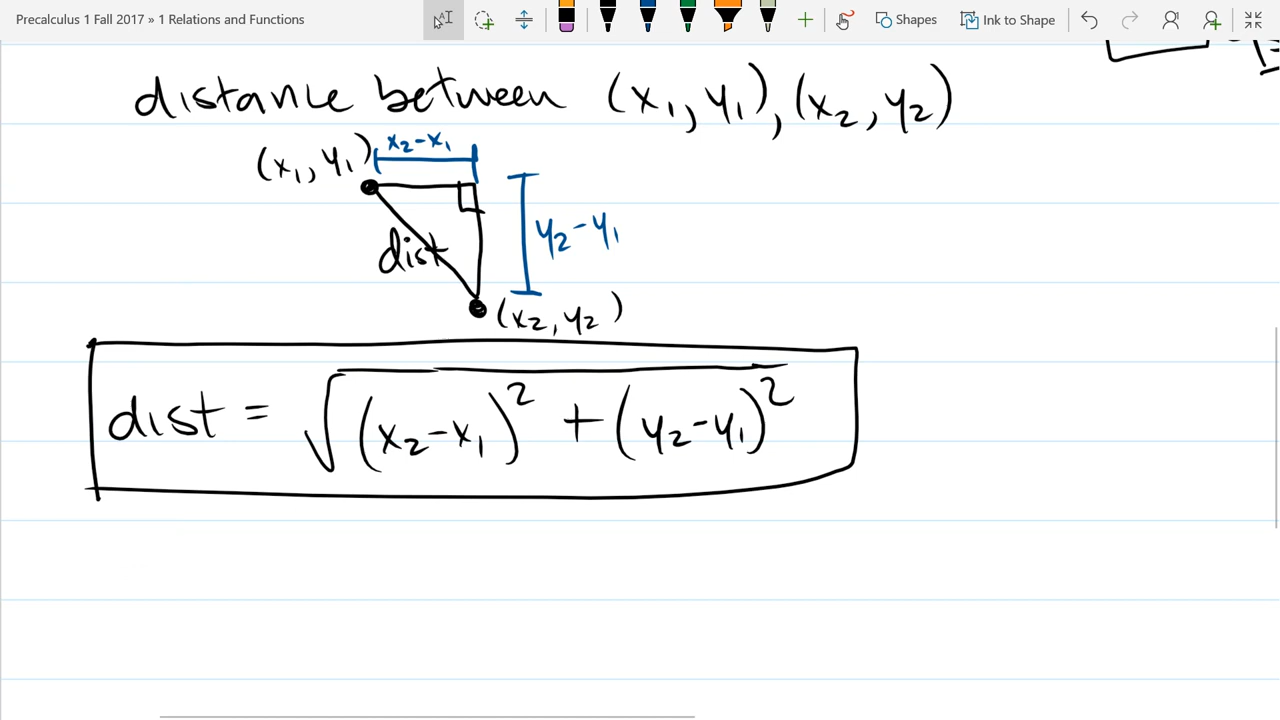 Precalculus 1 Fall 2017 » 1 Relations and Functions
Shapes
Ink to Shape
distance between (x₁, y₁), (x₂, y₂)
(x₁, y₁)
x₂-x₁
y₂-y₁
dist
(x₂, y₂)
dist = √(x₂-x₁)² + (y₂-y₁)²